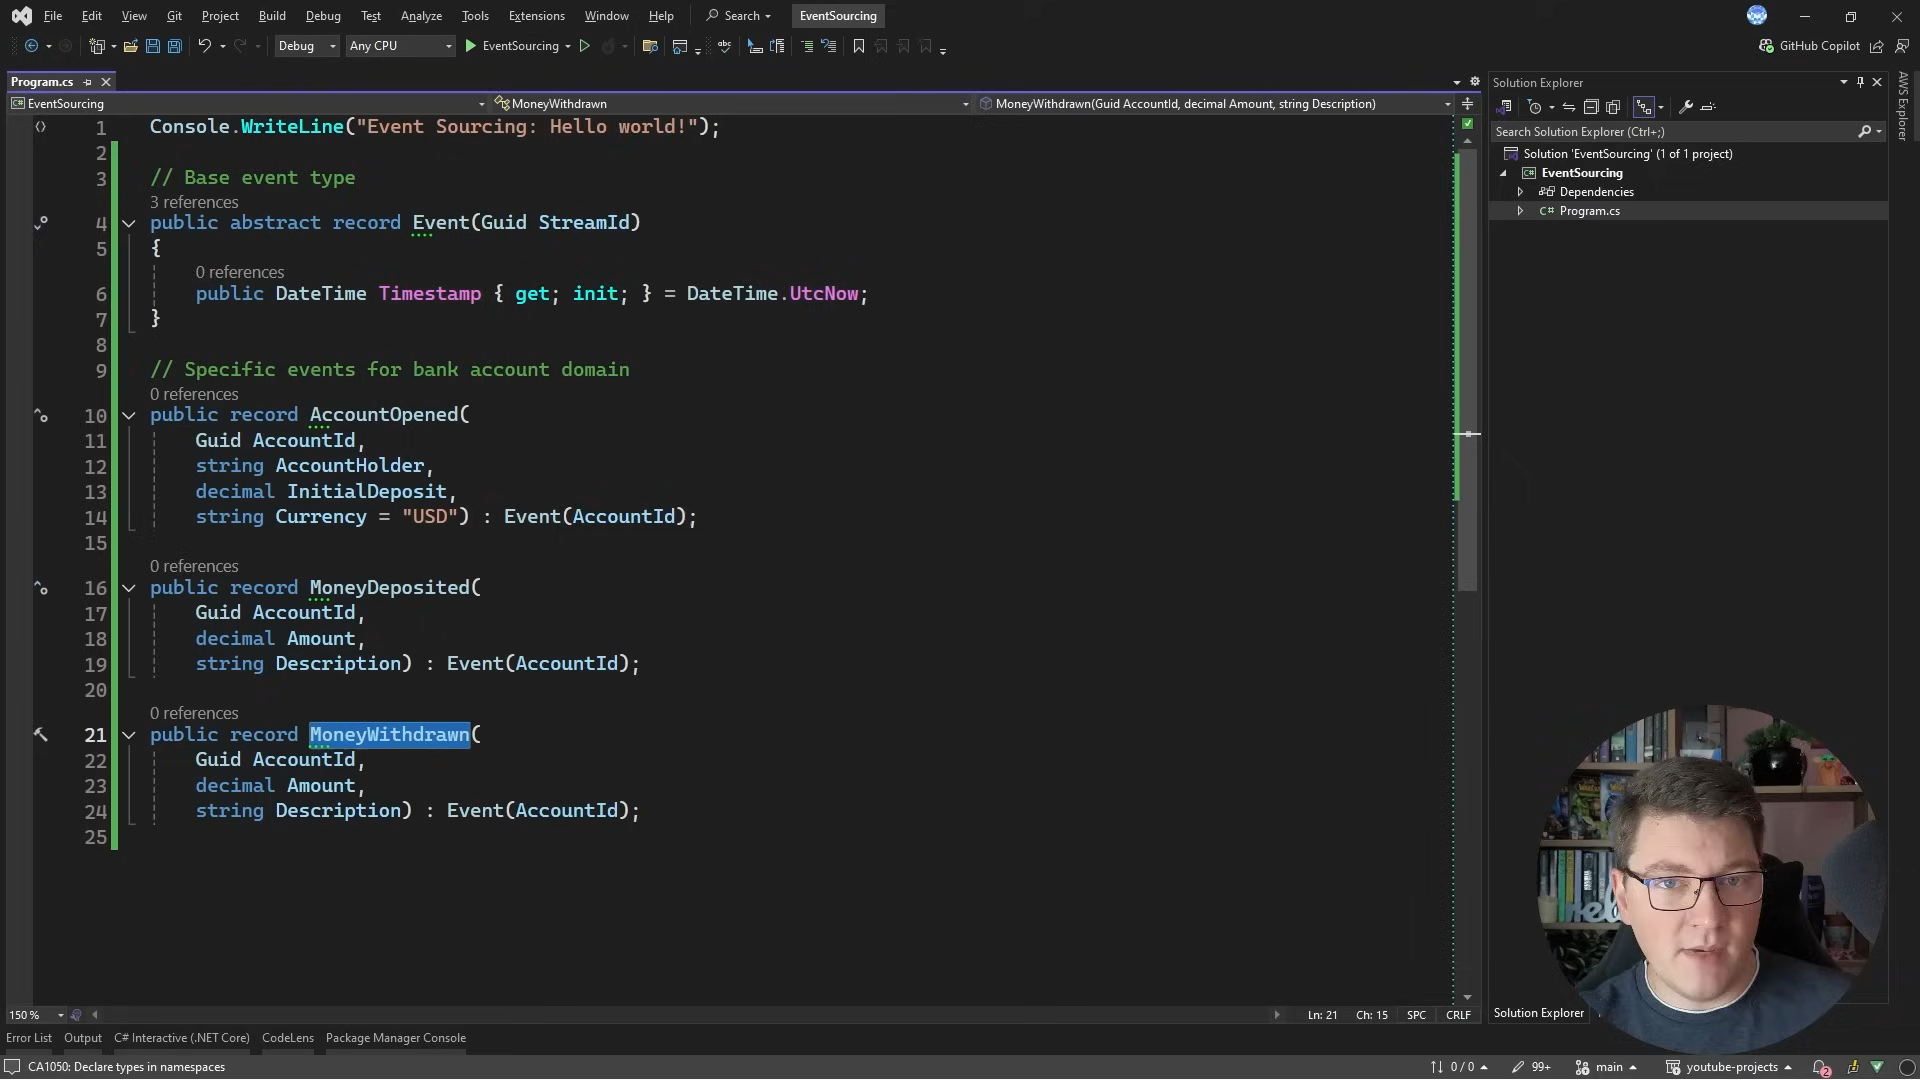 File Edit View Git Project Build Debug Test Analyze Tools Extensions Window Help Search EventSourcing
Debug Any CPU EventSourcing GitHub Copilot
Program.cs
EventSourcing MoneyWithdrawn MoneyWithdrawn(Guid AccountId, decimal Amount, string Description)
1 Console.WriteLine("Event Sourcing: Hello world!");
2
3 // Base event type
3 references
4 public abstract record Event(Guid StreamId)
5 {
0 references
6 public DateTime Timestamp { get; init; } = DateTime.UtcNow;
7 }
8
9 // Specific events for bank account domain
0 references
10 public record AccountOpened(
11 Guid AccountId,
12 string AccountHolder,
13 decimal InitialDeposit,
14 string Currency = "USD") : Event(AccountId);
15
0 references
16 public record MoneyDeposited(
17 Guid AccountId,
18 decimal Amount,
19 string Description) : Event(AccountId);
20
0 references
21 public record MoneyWithdrawn(
22 Guid AccountId,
23 decimal Amount,
24 string Description) : Event(AccountId);
25
150 % Ln: 21 Ch: 15 SPC CRLF
Solution Explorer
Search Solution Explorer (Ctrl+;)
Solution 'EventSourcing' (1 of 1 project)
EventSourcing
Dependencies
C# Program.cs
AWS Explorer
Solution Explorer
Error List Output C# Interactive (.NET Core) CodeLens Package Manager Console
CA1050: Declare types in namespaces 0 / 0 99+ main youtube-projects 2